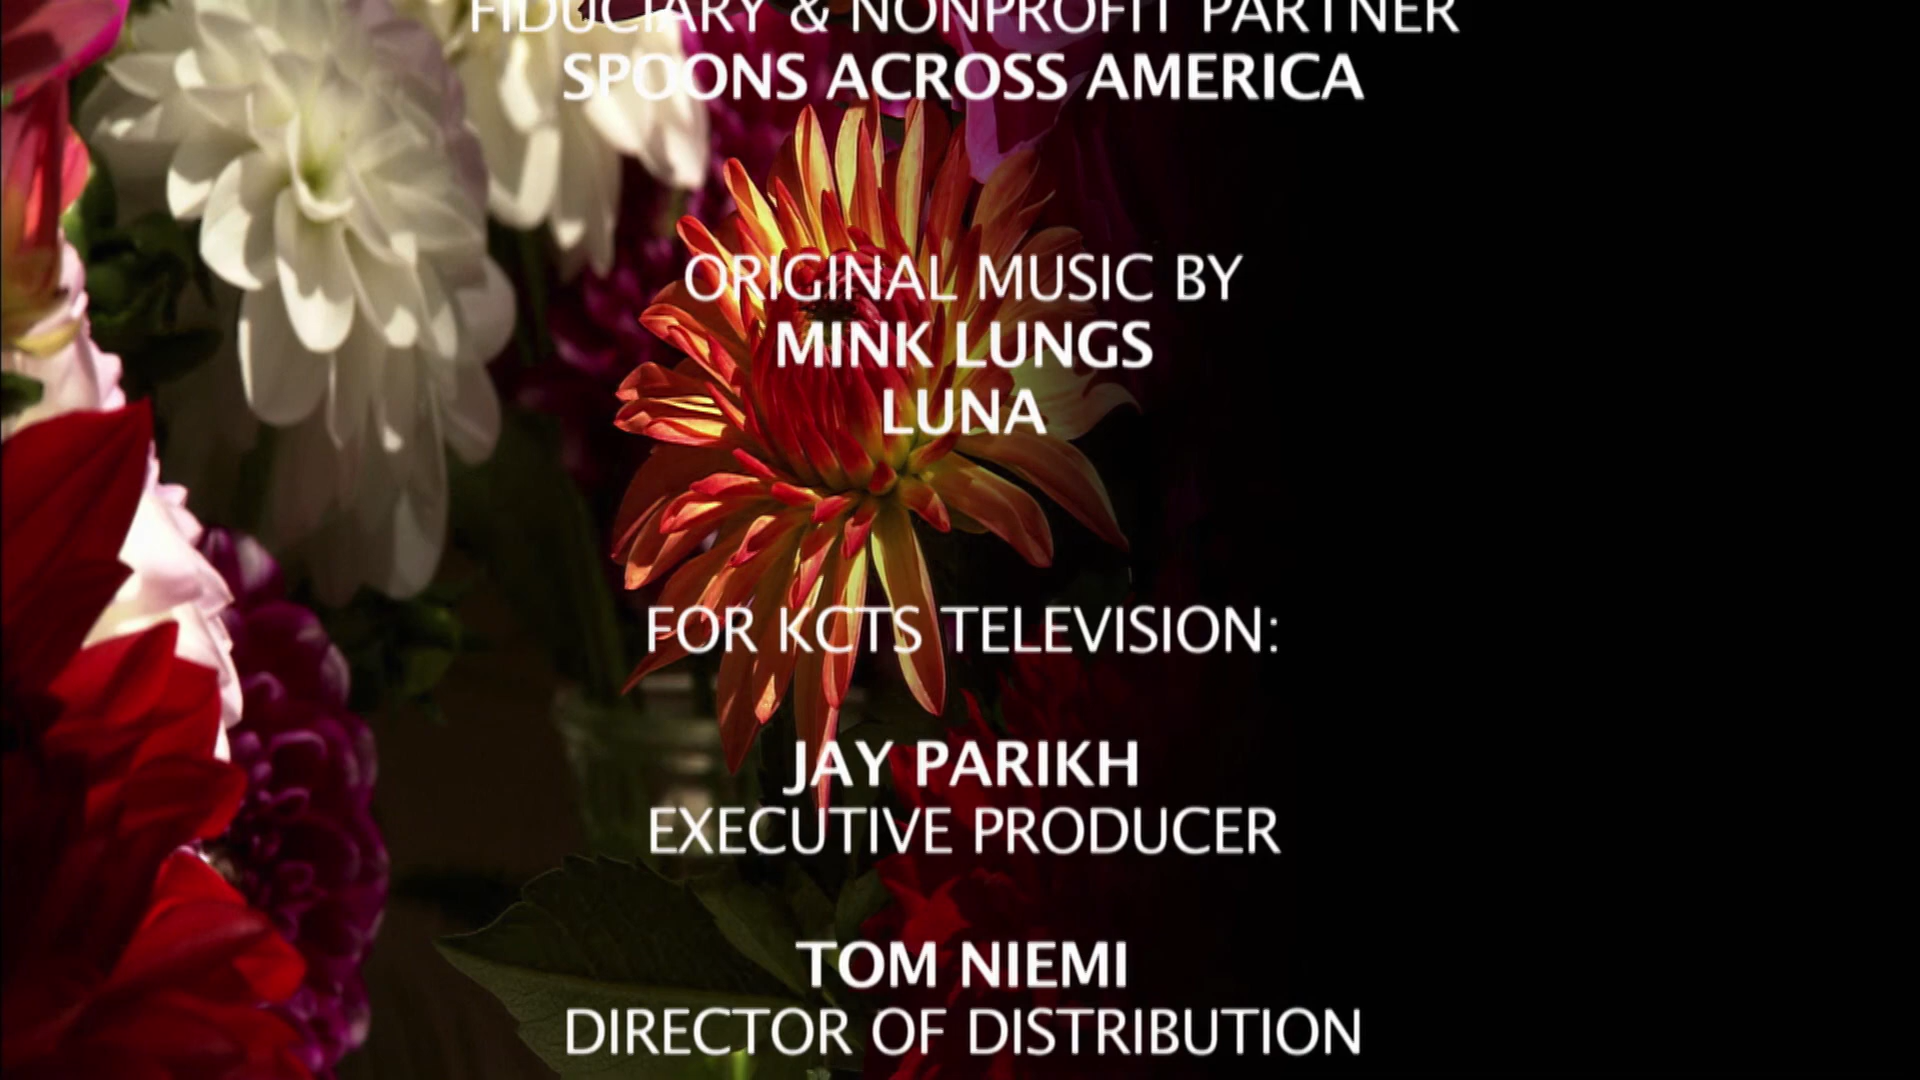 FIDUCIARY & NONPROFIT PARTNER
SPOONS ACROSS AMERICA
ORIGINAL MUSIC BY
MINK LUNGS
LUNA
FOR KCTS TELEVISION:
JAY PARIKH
EXECUTIVE PRODUCER
TOM NIEMI
DIRECTOR OF DISTRIBUTION